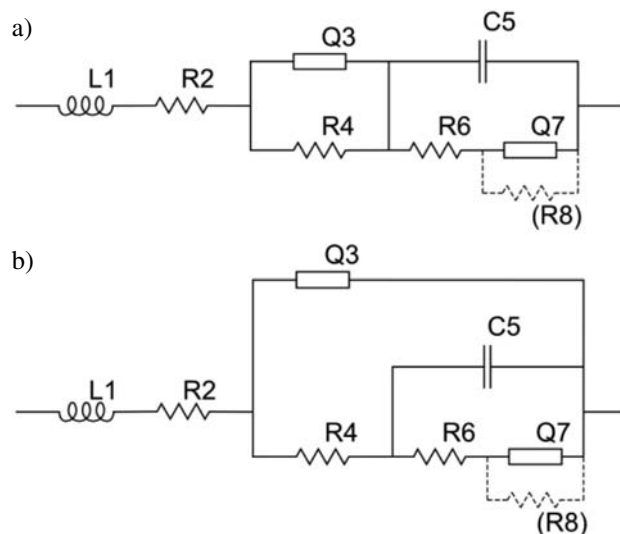 a)
C5
Q3
L1 R2
R4 R6 Q7
(R8)
b)
Q3
C5
L1 R2
R4 R6 Q7
(R8)